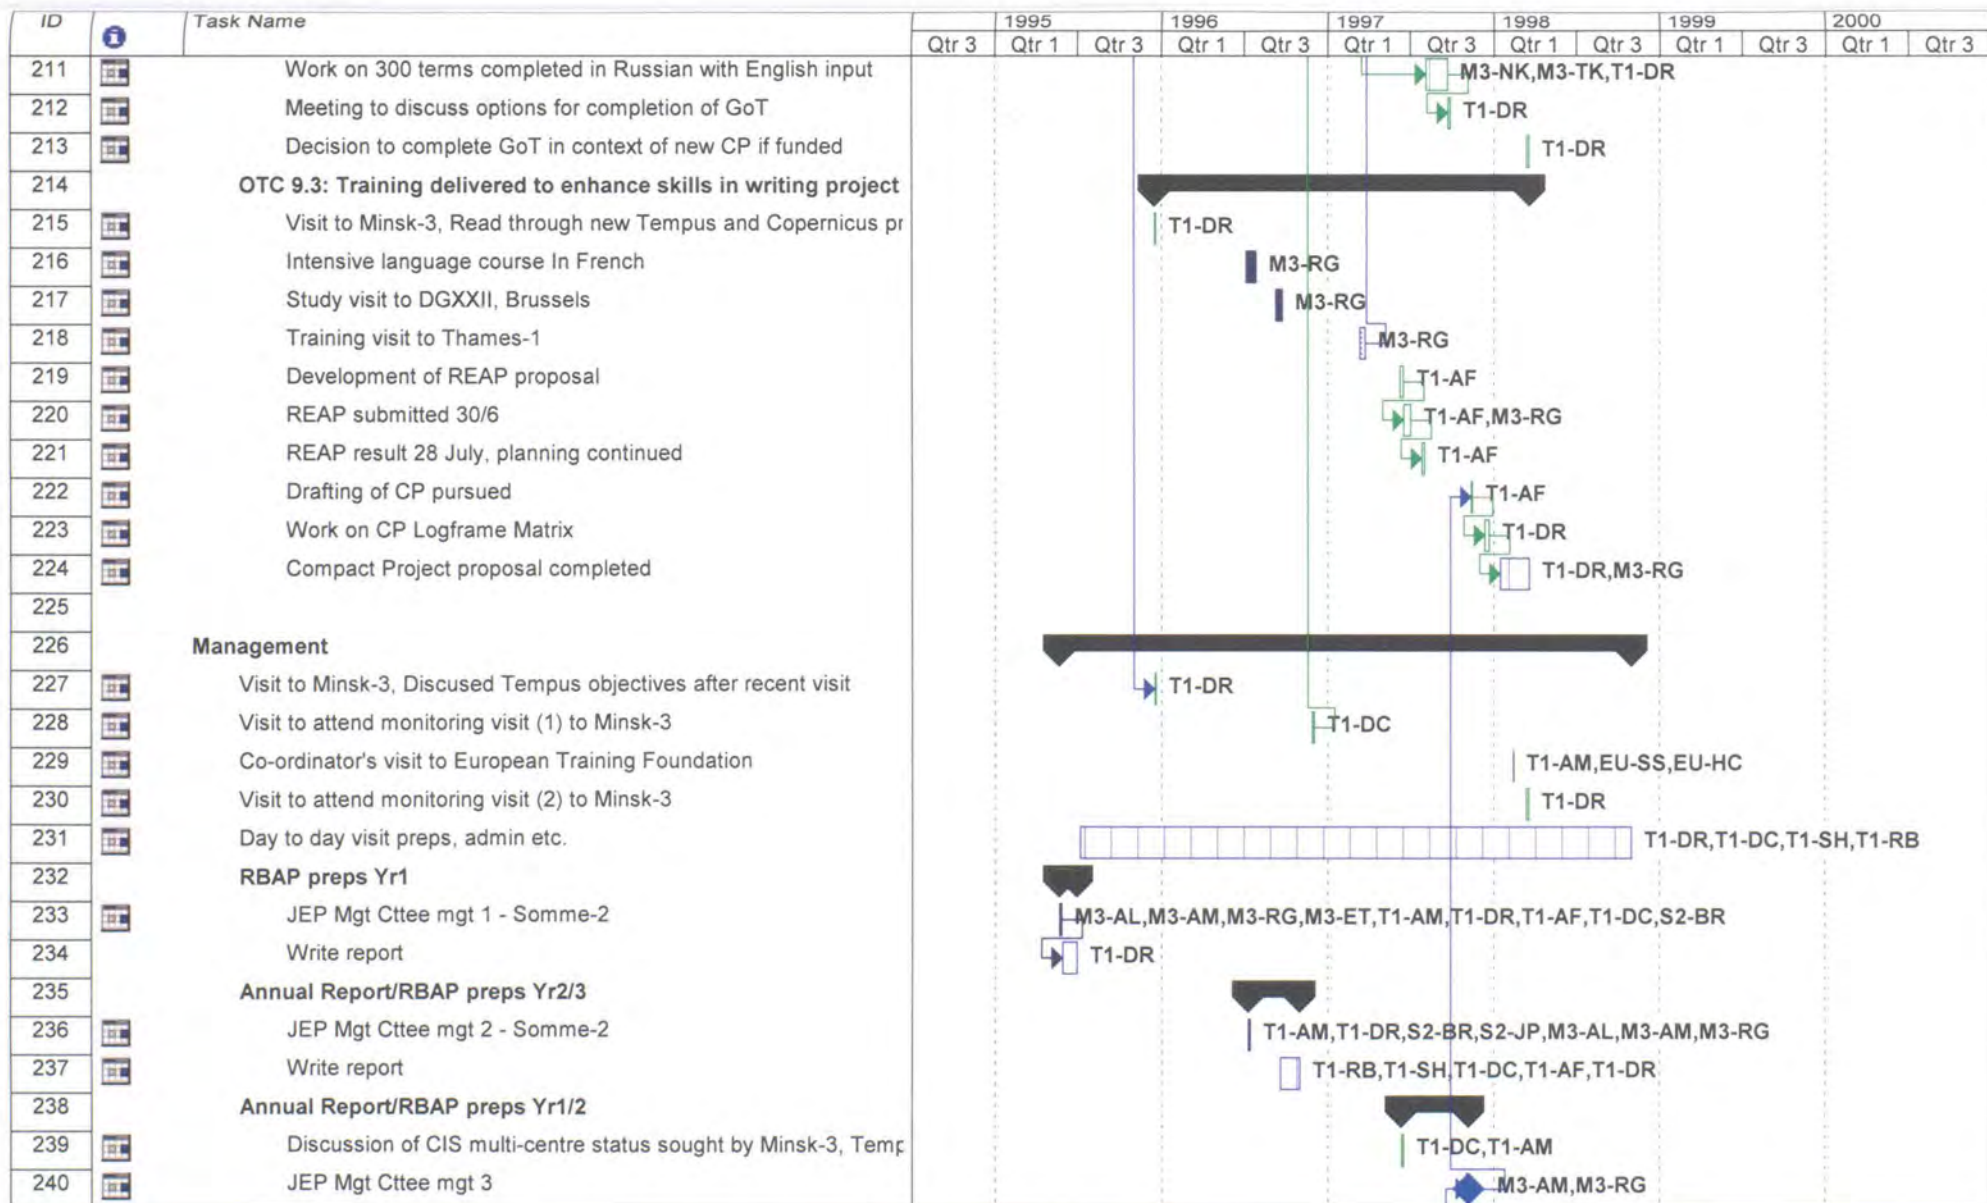 ID Task Name 1995 1996 1997 1998 1999 2000
Qtr 3 Qtr 1 Qtr 3 Qtr 1 Qtr 3 Qtr 1 Qtr 3 Qtr 1 Qtr 3 Qtr 1 Qtr 3 Qtr 1 Qtr 3
211 Work on 300 terms completed in Russian with English input M3-NK,M3-TK,T1-DR
212 Meeting to discuss options for completion of GoT T1-DR
213 Decision to complete GoT in context of new CP if funded T1-DR
214 OTC 9.3: Training delivered to enhance skills in writing project
215 Visit to Minsk-3, Read through new Tempus and Copernicus pr T1-DR
216 Intensive language course In French M3-RG
217 Study visit to DGXXII, Brussels M3-RG
218 Training visit to Thames-1 M3-RG
219 Development of REAP proposal T1-AF
220 REAP submitted 30/6 T1-AF,M3-RG
221 REAP result 28 July, planning continued T1-AF
222 Drafting of CP pursued T1-AF
223 Work on CP Logframe Matrix T1-DR
224 Compact Project proposal completed T1-DR,M3-RG
225
226 Management
227 Visit to Minsk-3, Discused Tempus objectives after recent visit T1-DR
228 Visit to attend monitoring visit (1) to Minsk-3 T1-DC
229 Co-ordinator's visit to European Training Foundation T1-AM,EU-SS,EU-HC
230 Visit to attend monitoring visit (2) to Minsk-3 T1-DR
231 Day to day visit preps, admin etc. T1-DR,T1-DC,T1-SH,T1-RB
232 RBAP preps Yr1
233 JEP Mgt Cttee mgt 1 - Somme-2 M3-AL,M3-AM,M3-RG,M3-ET,T1-AM,T1-DR,T1-AF,T1-DC,S2-BR
234 Write report T1-DR
235 Annual Report/RBAP preps Yr2/3
236 JEP Mgt Cttee mgt 2 - Somme-2 T1-AM,T1-DR,S2-BR,S2-JP,M3-AL,M3-AM,M3-RG
237 Write report T1-RB,T1-SH,T1-DC,T1-AF,T1-DR
238 Annual Report/RBAP preps Yr1/2
239 Discussion of CIS multi-centre status sought by Minsk-3, Temp T1-DC,T1-AM
240 JEP Mgt Cttee mgt 3 M3-AM,M3-RG